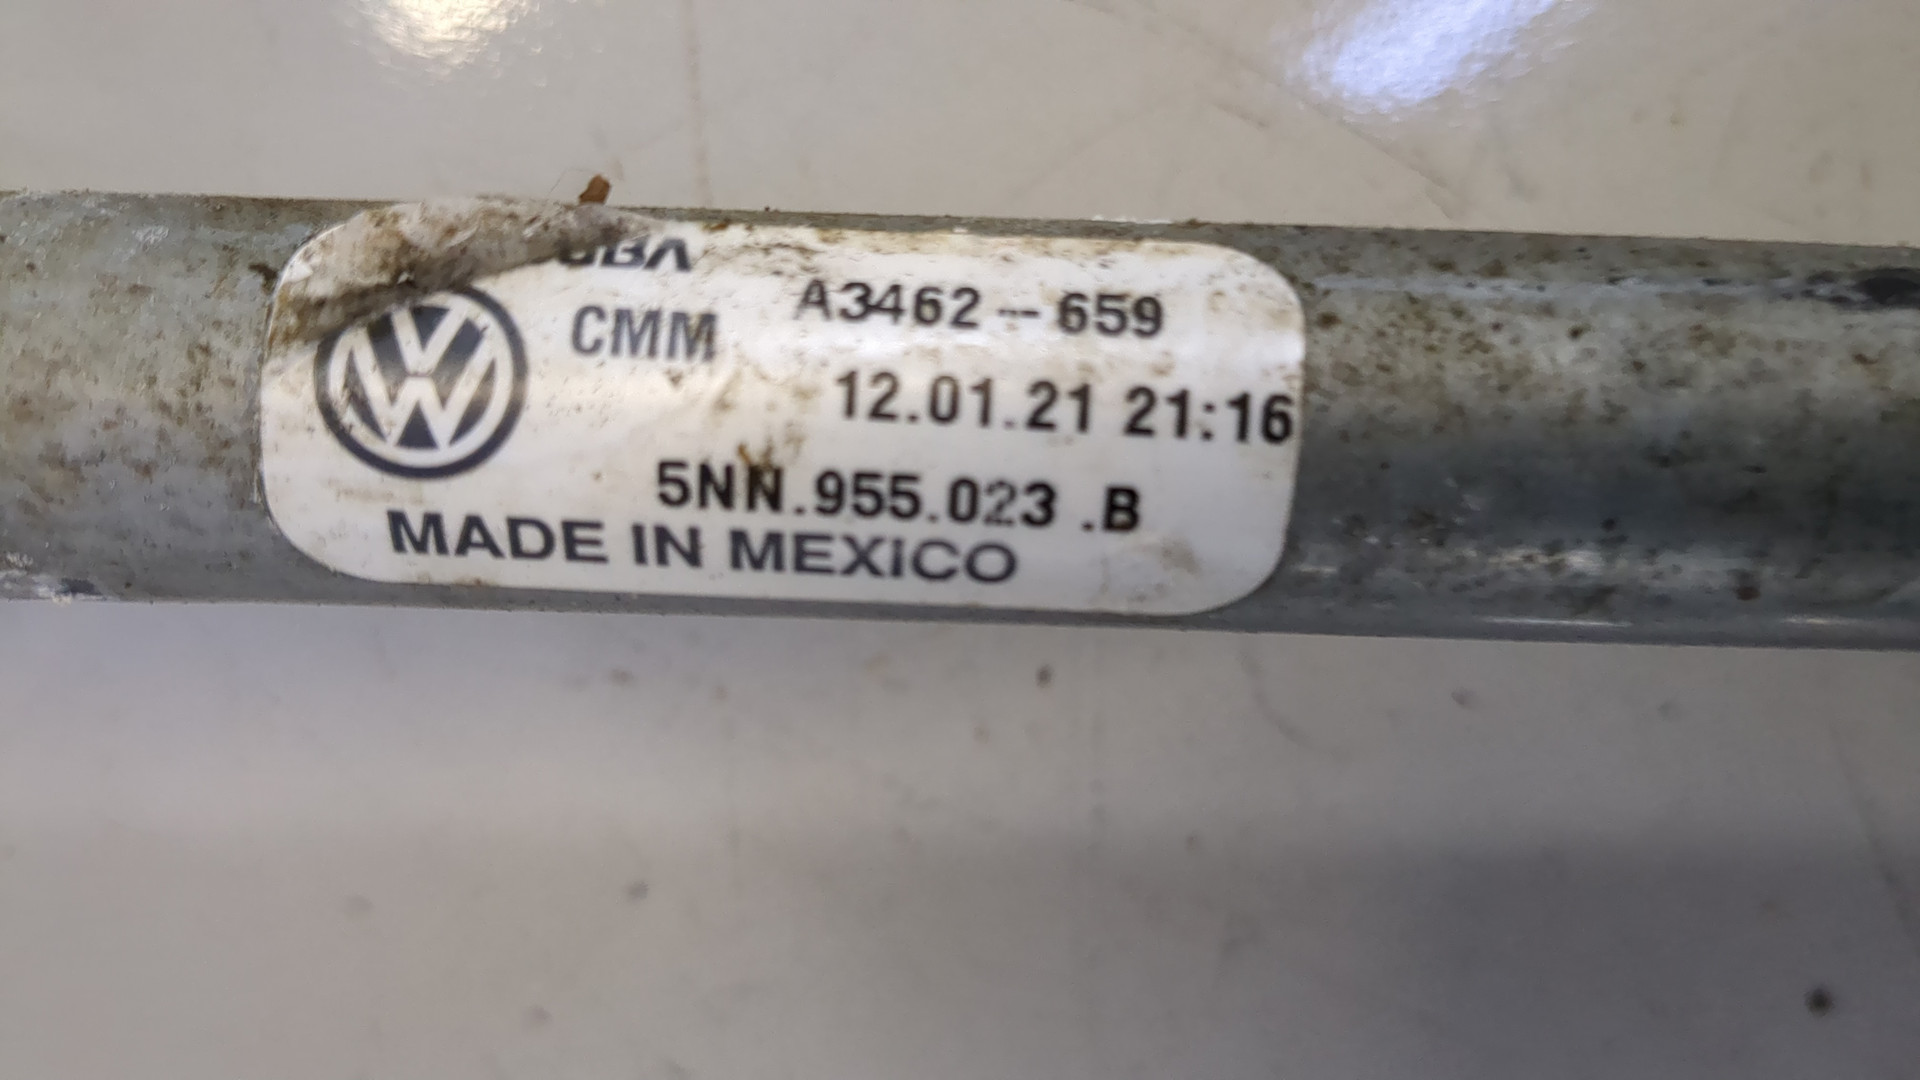 CMM
A3462--659
12.01.21 21:16
5NN.955.023 .B
MADE IN MEXICO